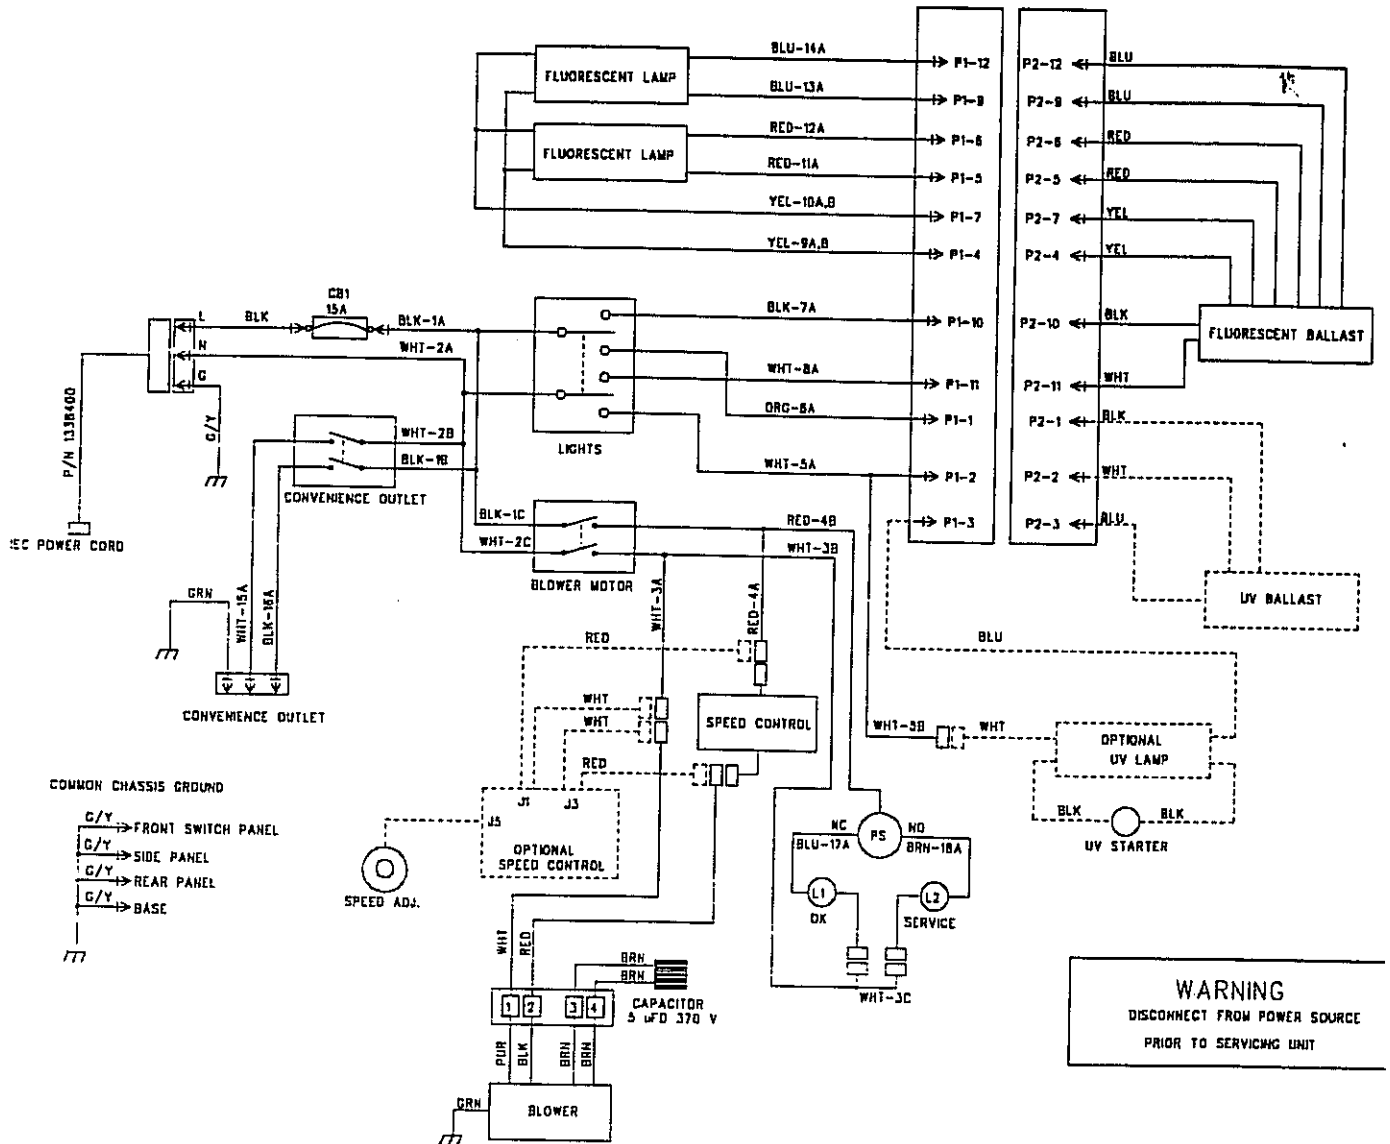 BLU-14A
P1-12
P2-12
BLU
FLUORESCENT LAMP
BLU-13A
P1-9
P2-9
BLU
RED-12A
P1-6
P2-6
RED
FLUORESCENT LAMP
RED-11A
P1-5
P2-5
RED
YEL-10A,B
P1-7
P2-7
YEL
YEL-9A,B
P1-4
P2-4
YEL
CB1
15A
L
BLK
BLK-1A
BLK-7A
P1-10
P2-10
BLK
FLUORESCENT BALLAST
N
WHT-2A
G
WHT-8A
P1-11
P2-11
WHT
P/N 133B400
G/Y
ORG-6A
P1-1
P2-1
BLK
WHT-2B
LIGHTS
BLK-1B
WHT-5A
P1-2
P2-2
WHT
CONVENIENCE OUTLET
IEC POWER CORD
BLK-1C
RED-4B
P1-3
P2-3
BLU
WHT-2C
WHT-3B
BLOWER MOTOR
UV BALLAST
GRN
WHT-15A
BLK-16A
WHT-3A
RED-4A
RED
BLU
CONVENIENCE OUTLET
WHT
WHT
SPEED CONTROL
WHT-5B
WHT
OPTIONAL
UV LAMP
RED
COMMON CHASSIS GROUND
G/Y
FRONT SWITCH PANEL
G/Y
SIDE PANEL
G/Y
REAR PANEL
G/Y
BASE
J1
J3
J5
OPTIONAL
SPEED CONTROL
SPEED ADJ.
NC
BLU-17A
PS
NO
BRN-18A
BLK
BLK
UV STARTER
L1
OK
L2
SERVICE
WHT
RED
BRN
BRN
WHT-3C
1
2
3
4
CAPACITOR
5 uFD 370 V
PUR
BLK
BRN
BRN
GRN
BLOWER
WARNING
DISCONNECT FROM POWER SOURCE
PRIOR TO SERVICING UNIT